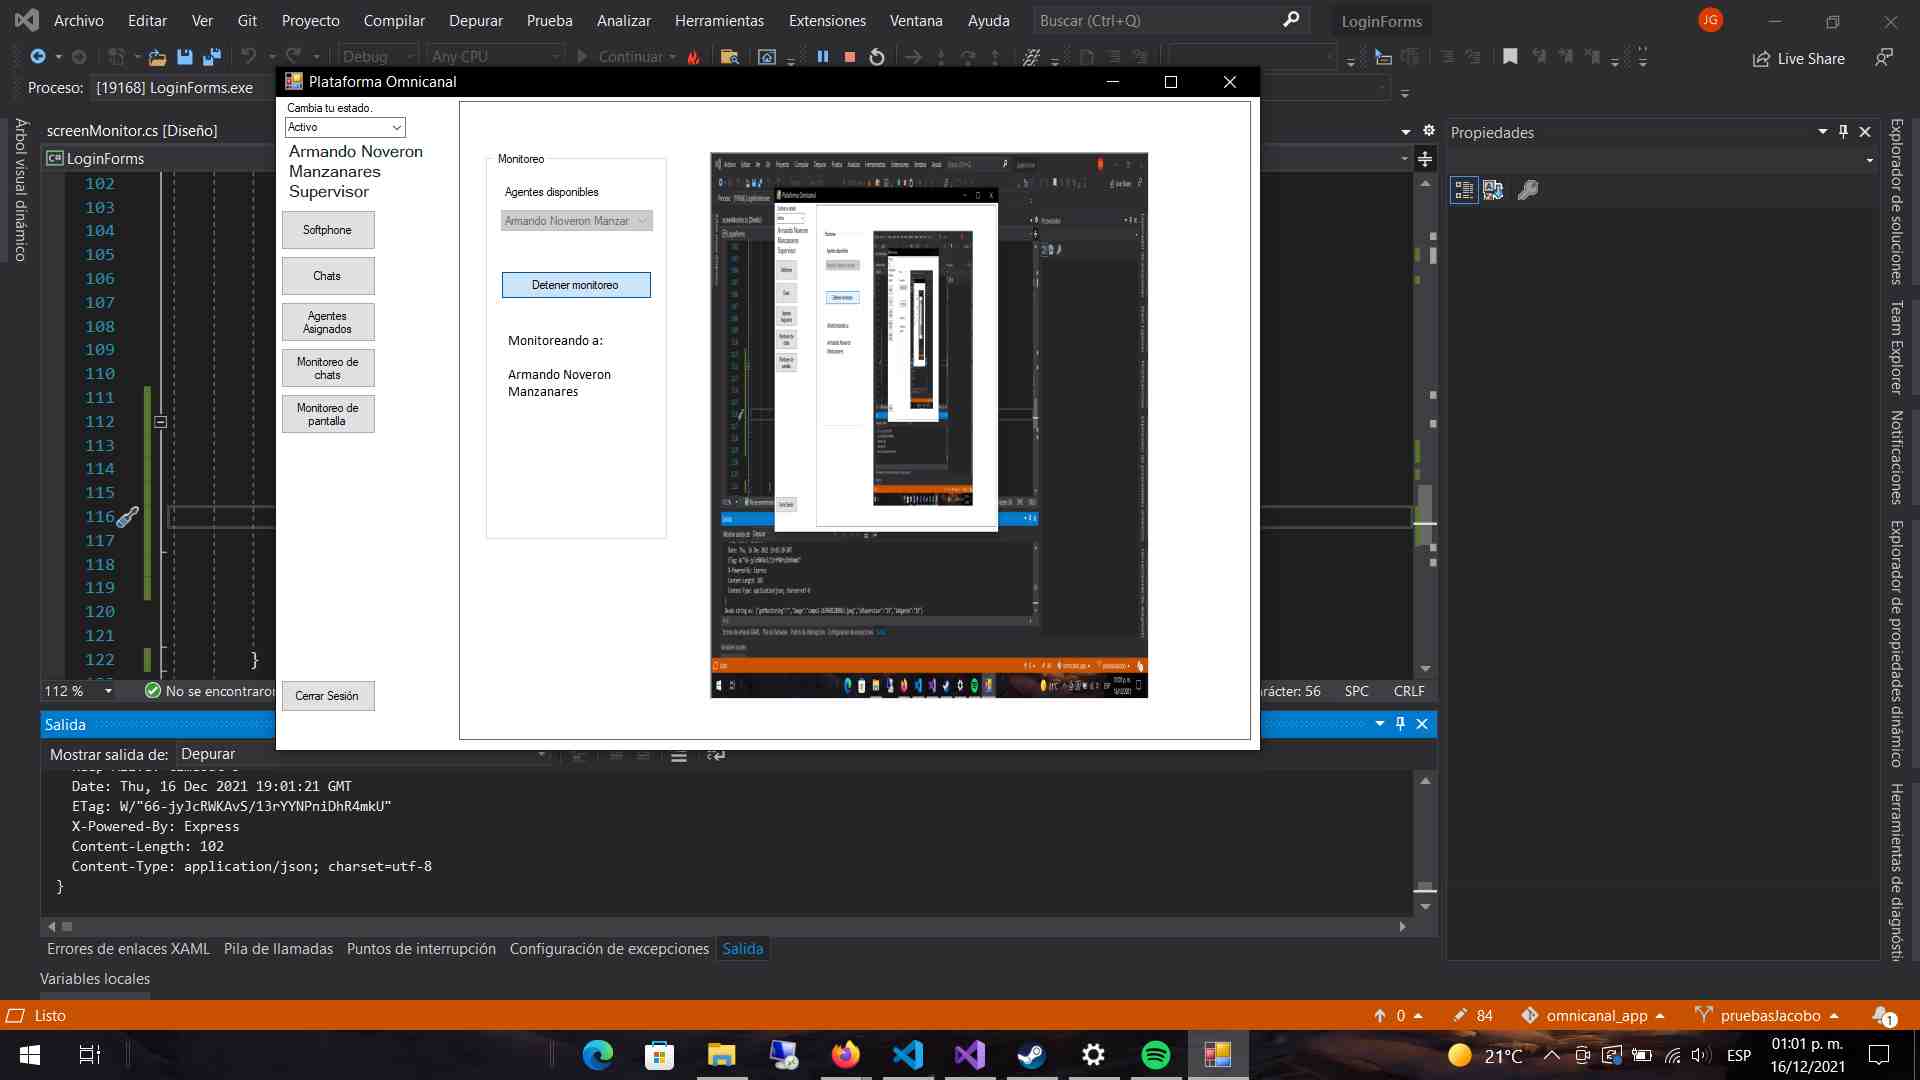 Archivo Editar Ver Git Proyecto Compilar Depurar Prueba Analizar Herramientas Extensiones Ventana Ayuda Buscar (Ctrl+Q) LoginForms JG
Debug Any CPU Continuar Live Share
Proceso: [19168] LoginForms.exe
Plataforma Omnicanal
Cambia tu estado.
Activo
Armando Noveron
Manzanares
Supervisor
Softphone
Chats
Agentes
Asignados
Monitoreo de
chats
Monitoreo de
pantalla
Cerrar Sesión
Monitoreo
Agentes disponibles
Armando Noveron Manzar
Detener monitoreo
Monitoreando a:
Armando Noveron
Manzanares
Árbol visual dinámico
screenMonitor.cs [Diseño]
LoginForms
102
103
104
105
106
107
108
109
110
111
112
113
114
115
116
117
118
119
120
121
122 }
112 % No se encontraron
carácter: 56 SPC CRLF
Propiedades
Explorador de soluciones
Team Explorer
Notificaciones
Explorador de propiedades dinámico
Herramientas de diagnósti
Salida
Mostrar salida de: Depurar
Date: Thu, 16 Dec 2021 19:01:21 GMT
ETag: W/"66-jyJcRWKAvS/13rYYNPniDhR4mkU"
X-Powered-By: Express
Content-Length: 102
Content-Type: application/json; charset=utf-8
}
Errores de enlaces XAML Pila de llamadas Puntos de interrupción Configuración de excepciones Salida
Variables locales
Listo 0 84 omnicanal_app pruebasJacobo 1
21°C ESP 01:01 p. m.
16/12/2021